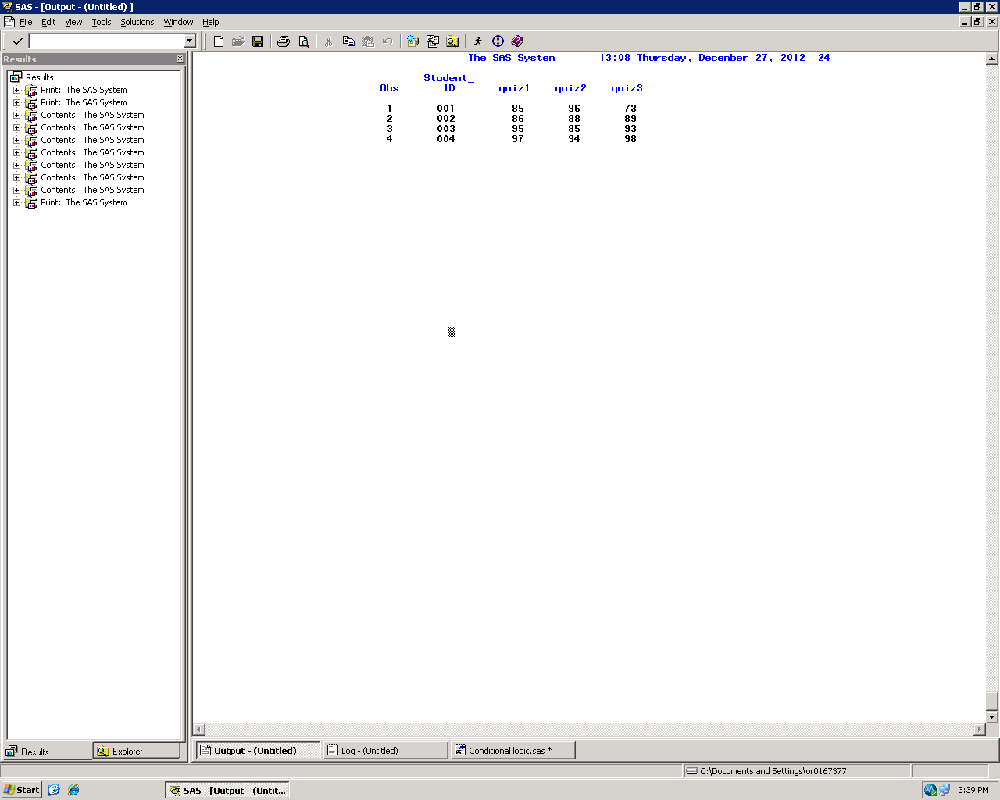 SAS - [Output - (Untitled) ]
File Edit View Tools Solutions Window Help
Results
Results
Print: The SAS System
Print: The SAS System
Contents: The SAS System
Contents: The SAS System
Contents: The SAS System
Contents: The SAS System
Contents: The SAS System
Contents: The SAS System
Contents: The SAS System
Print: The SAS System
Results Explorer
The SAS System 13:08 Thursday, December 27, 2012 24
Student_
Obs ID quiz1 quiz2 quiz3
1 001 85 96 73
2 002 86 88 89
3 003 95 85 93
4 004 97 94 98
Output - (Untitled) Log - (Untitled) Conditional logic.sas *
C:\Documents and Settings\or0167377
Start SAS - [Output - (Untit... 3:39 PM